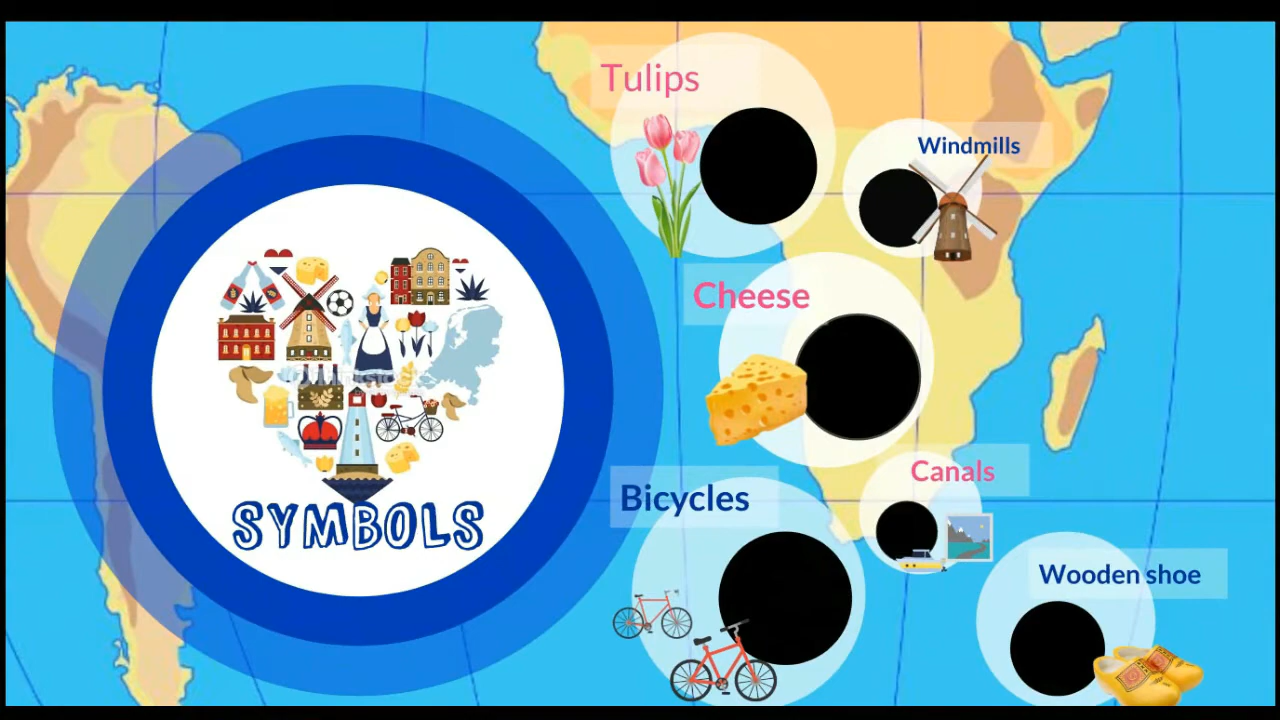 SYMBOLS
Tulips
Windmills
Cheese
Canals
Bicycles
Wooden shoe